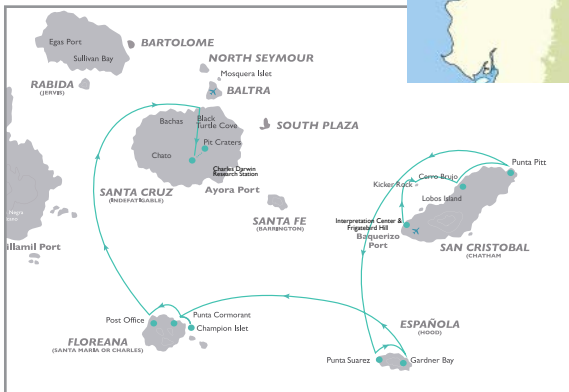 Egas Port
Sullivan Bay
BARTOLOME
NORTH SEYMOUR
Mosquera Islet
RABIDA
(JERVIS)
BALTRA
Bachas
Black
Turtle Cove
SOUTH PLAZA
Pit Craters
Chato
Charles Darwin
Research Station
Ayora Port
SANTA CRUZ
(INDEFATIGABLE)
SANTA FE
(BARRINGTON)
Punta Pitt
Cerro Brujo
Kicker Rock
Lobos Island
Interpretation Center &
Frigatebird Hill
Baquerizo
Port
SAN CRISTOBAL
(CHATHAM
illamil Port
Post Office
Punta Cormorant
Champion Islet
FLOREANA
(SANTA MARIA OR CHARLES)
ESPAÑOLA
(HOOD)
Punta Suarez
Gardner Bay